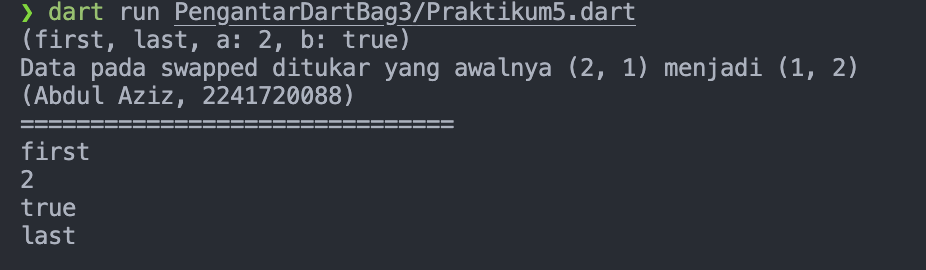 ❯ dart run PengantarDartBag3/Praktikum5.dart
(first, last, a: 2, b: true)
Data pada swapped ditukar yang awalnya (2, 1) menjadi (1, 2)
(Abdul Aziz, 2241720088)
===============================
first
2
true
last